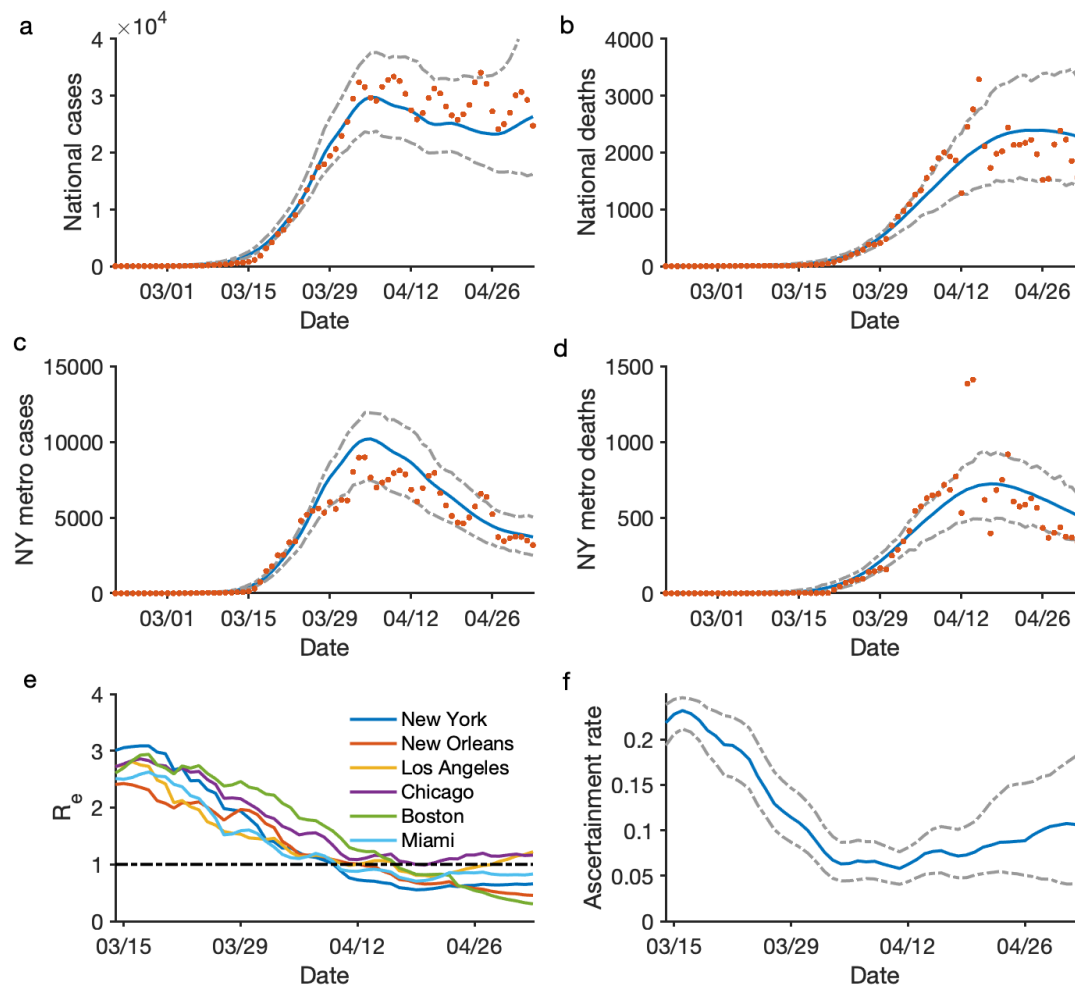 a
×10⁴
National cases
4
3
2
1
0
03/01 03/15 03/29 04/12 04/26
Date
b
National deaths
4000
3000
2000
1000
0
03/01 03/15 03/29 04/12 04/26
Date
c
NY metro cases
15000
10000
5000
0
03/01 03/15 03/29 04/12 04/26
Date
d
NY metro deaths
1500
1000
500
0
03/01 03/15 03/29 04/12 04/26
Date
e
Rₑ
4
3
2
1
0
New York
New Orleans
Los Angeles
Chicago
Boston
Miami
03/15 03/29 04/12 04/26
Date
f
Ascertainment rate
0.2
0.15
0.1
0.05
0
03/15 03/29 04/12 04/26
Date